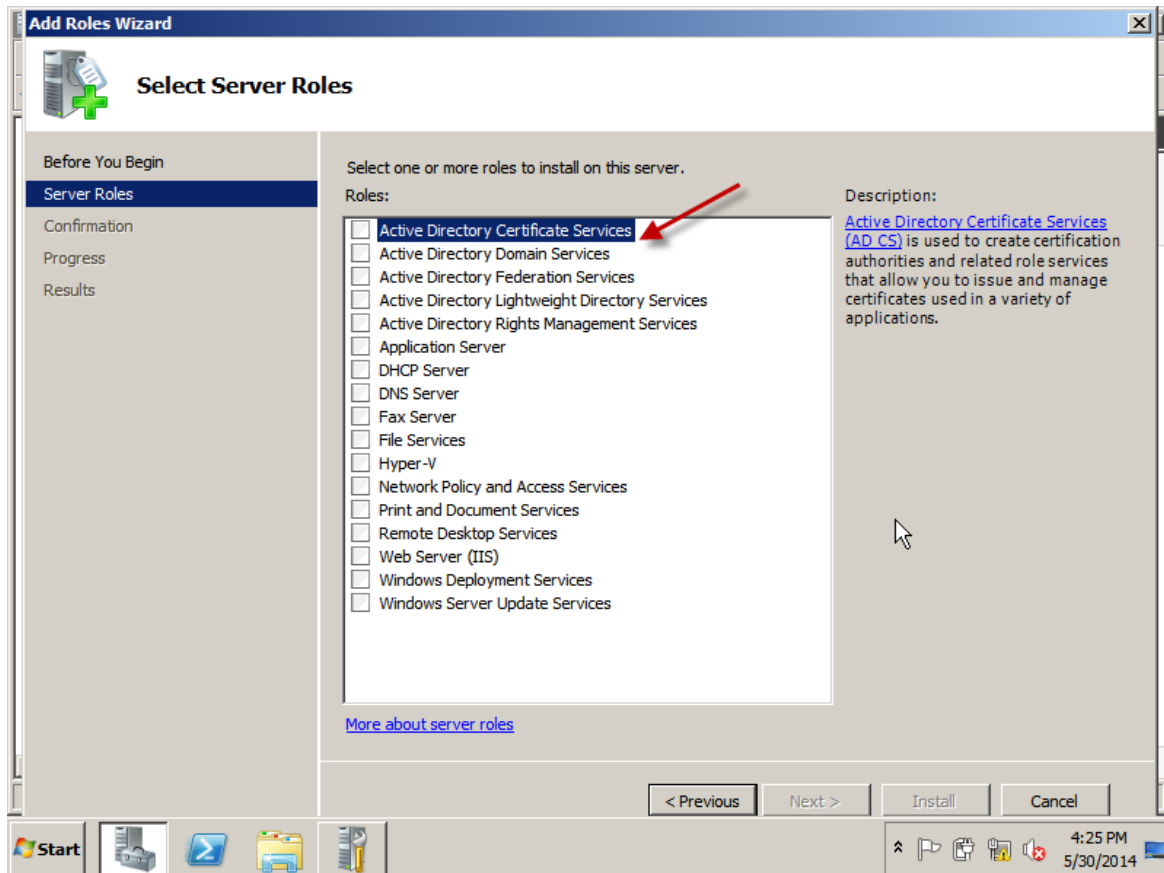 Add Roles Wizard
Select Server Roles
Before You Begin
Server Roles
Confirmation
Progress
Results
Select one or more roles to install on this server.
Roles:
Active Directory Certificate Services
Active Directory Domain Services
Active Directory Federation Services
Active Directory Lightweight Directory Services
Active Directory Rights Management Services
Application Server
DHCP Server
DNS Server
Fax Server
File Services
Hyper-V
Network Policy and Access Services
Print and Document Services
Remote Desktop Services
Web Server (IIS)
Windows Deployment Services
Windows Server Update Services
More about server roles
Description:
Active Directory Certificate Services
(AD CS) is used to create certification
authorities and related role services
that allow you to issue and manage
certificates used in a variety of
applications.
< Previous
Next >
Install
Cancel
Start
4:25 PM
5/30/2014